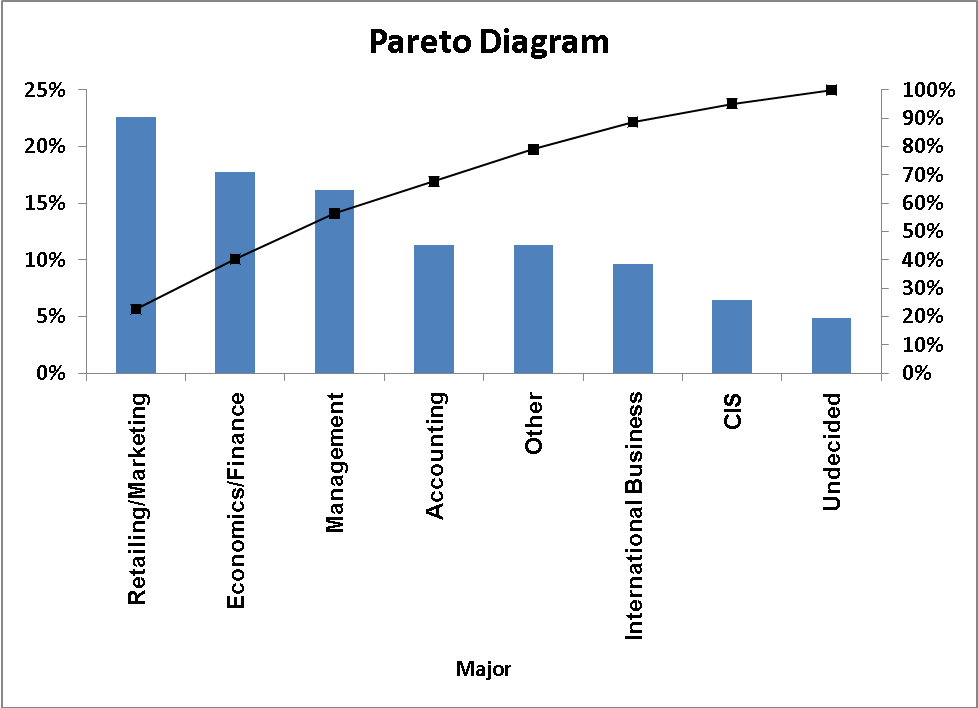 Pareto Diagram
25% 100%
90%
20% 80%
70%
15% 60%
50%
10% 40%
30%
5% 20%
10%
0% 0%
Retailing/Marketing
Economics/Finance
Management
Accounting
Other
International Business
CIS
Undecided
Major